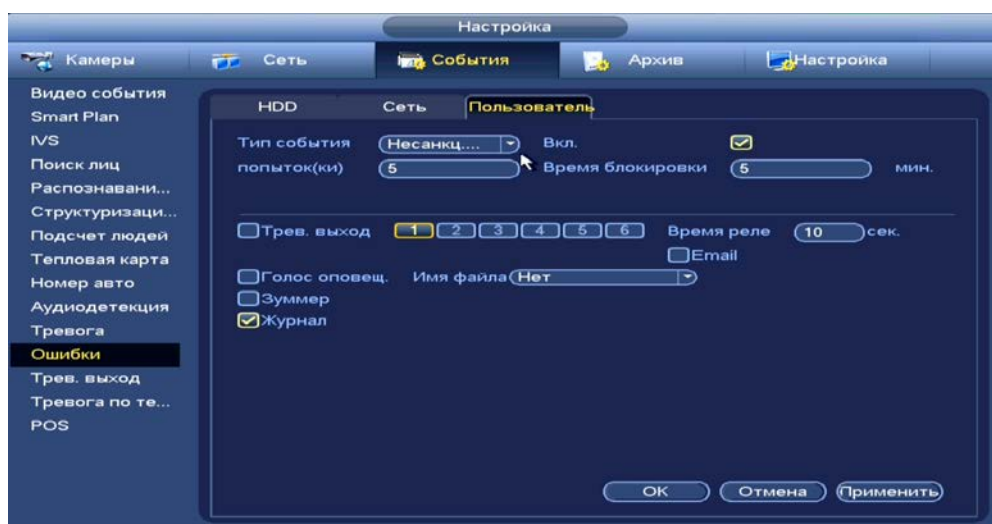 Настройка
Камеры Сеть События Архив Настройка
Видео события
Smart Plan
IVS
Поиск лиц
Распознавани...
Структуризаци...
Подсчет людей
Тепловая карта
Номер авто
Аудиодетекция
Тревога
Ошибки
Трев. выход
Тревога по те...
POS
HDD Сеть Пользователь
Тип события Несанкц.... Вкл.
попыток(ки) 5 Время блокировки 5 мин.
Трев. выход 1 2 3 4 5 6 Время реле 10 сек.
Email
Голос оповещ. Имя файла Нет
Зуммер
Журнал
OK Отмена Применить